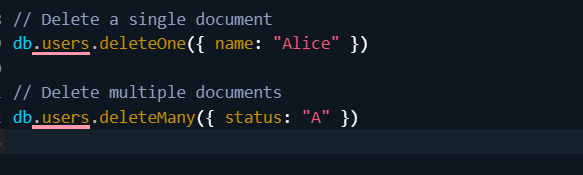 // Delete a single document
db.users.deleteOne({ name: "Alice" })
// Delete multiple documents
db.users.deleteMany({ status: "A" })